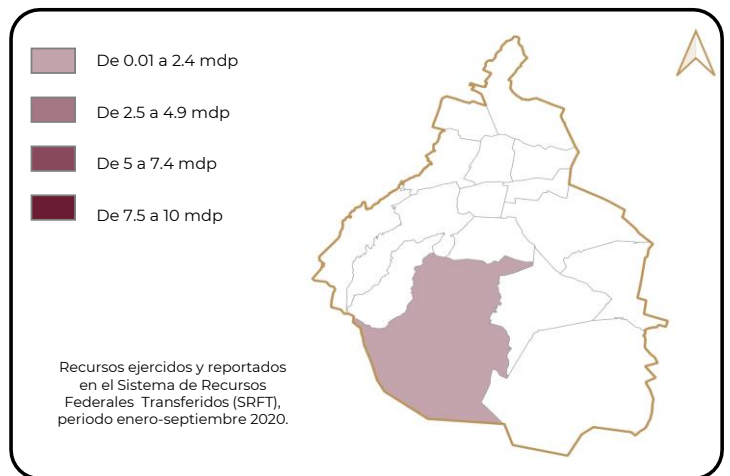 De 0.01 a 2.4 mdp
De 2.5 a 4.9 mdp
De 5 a 7.4 mdp
De 7.5 a 10 mdp
Recursos ejercidos y reportados
en el Sistema de Recursos
Federales Transferidos (SRFT),
periodo enero-septiembre 2020.